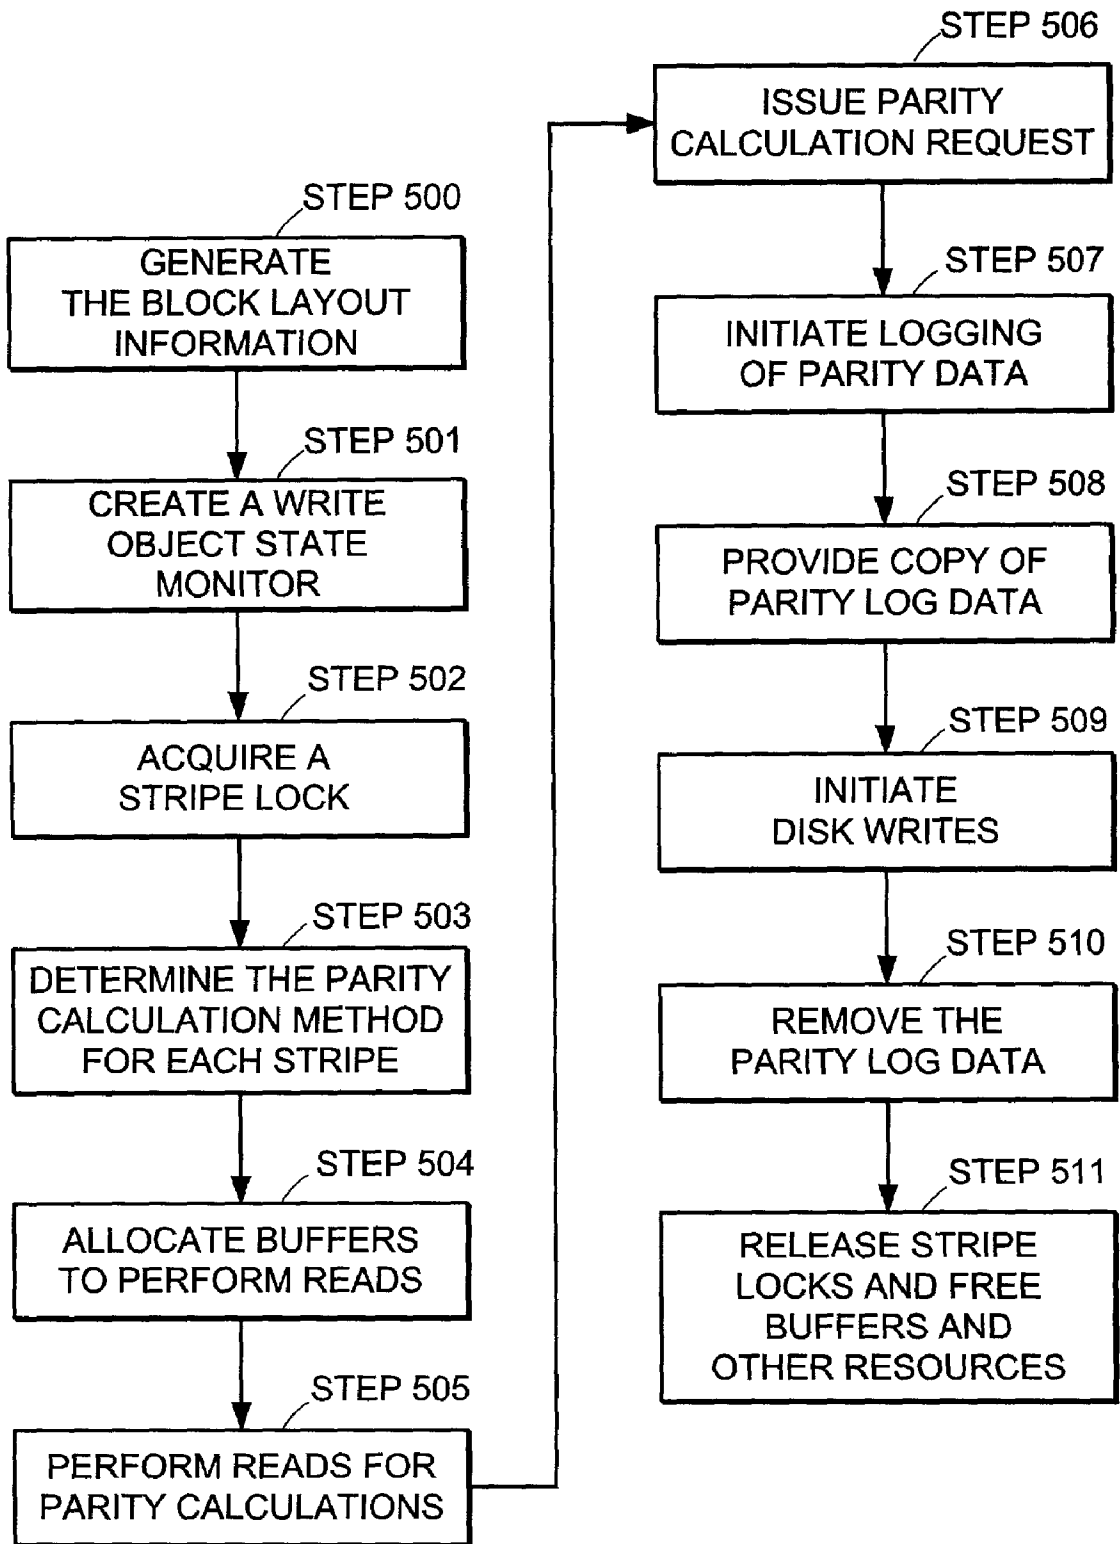 STEP 500
GENERATE
THE BLOCK LAYOUT
INFORMATION
STEP 501
CREATE A WRITE
OBJECT STATE
MONITOR
STEP 502
ACQUIRE A
STRIPE LOCK
STEP 503
DETERMINE THE PARITY
CALCULATION METHOD
FOR EACH STRIPE
STEP 504
ALLOCATE BUFFERS
TO PERFORM READS
STEP 505
PERFORM READS FOR
PARITY CALCULATIONS
STEP 506
ISSUE PARITY
CALCULATION REQUEST
STEP 507
INITIATE LOGGING
OF PARITY DATA
STEP 508
PROVIDE COPY OF
PARITY LOG DATA
STEP 509
INITIATE
DISK WRITES
STEP 510
REMOVE THE
PARITY LOG DATA
STEP 511
RELEASE STRIPE
LOCKS AND FREE
BUFFERS AND
OTHER RESOURCES